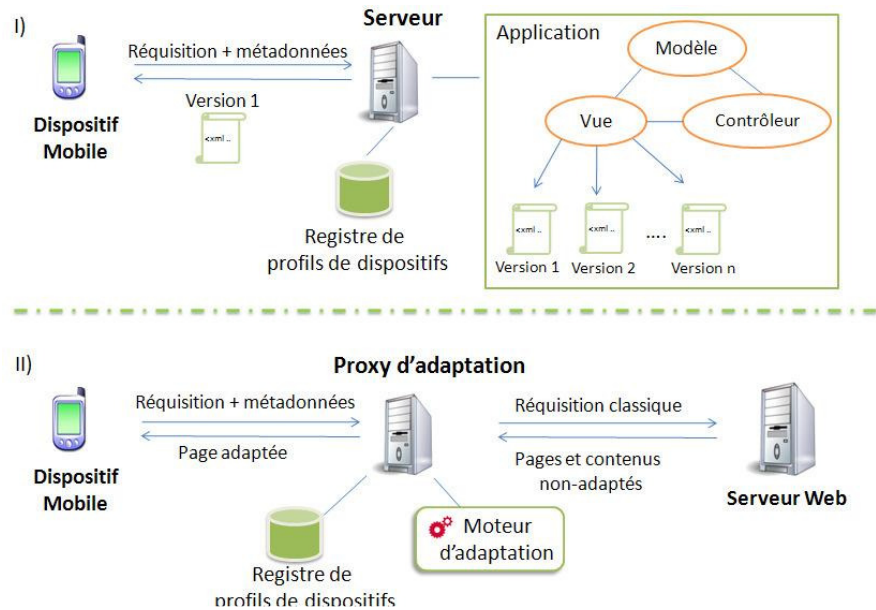 I)
Serveur
Réquisition + métadonnées
Version 1
<xml ..
Dispositif
Mobile
Registre de
profils de dispositifs
Application
Modèle
Vue
Contrôleur
<xml ..
<xml ..
....
<xml ..
Version 1
Version 2
Version n
II)
Proxy d'adaptation
Réquisition + métadonnées
Page adaptée
Dispositif
Mobile
Réquisition classique
Pages et contenus
non-adaptés
Serveur Web
Moteur
d'adaptation
Registre de
profils de dispositifs